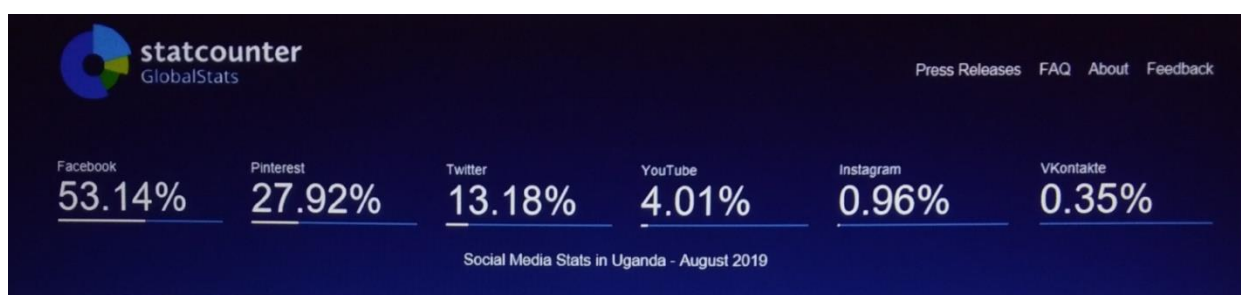 statcounter
GlobalStats
Press Releases FAQ About Feedback
Facebook Pinterest Twitter YouTube Instagram VKontakte
53.14% 27.92% 13.18% 4.01% 0.96% 0.35%
Social Media Stats in Uganda - August 2019